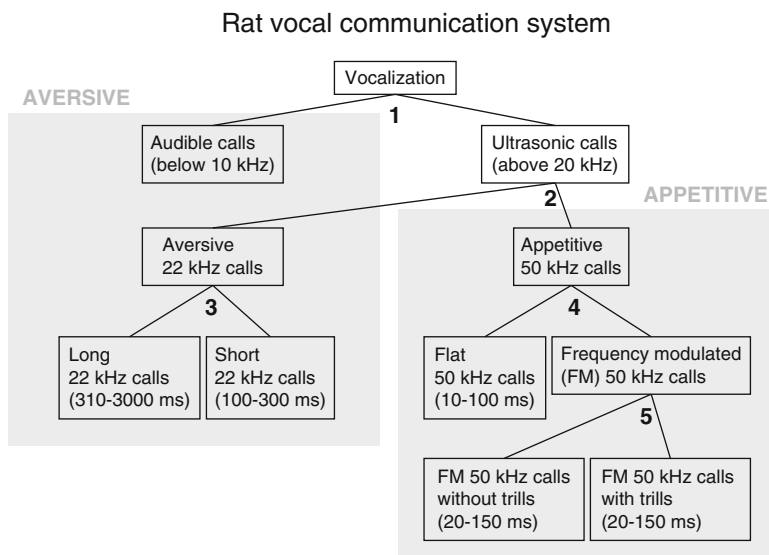 Rat vocal communication system
Vocalization
AVERSIVE
1
Audible calls
(below 10 kHz)
Ultrasonic calls
(above 20 kHz)
2
APPETITIVE
Aversive
22 kHz calls
Appetitive
50 kHz calls
3
4
Long
22 kHz calls
(310-3000 ms)
Short
22 kHz calls
(100-300 ms)
Flat
50 kHz calls
(10-100 ms)
Frequency modulated
(FM) 50 kHz calls
5
FM 50 kHz calls
without trills
(20-150 ms)
FM 50 kHz calls
with trills
(20-150 ms)